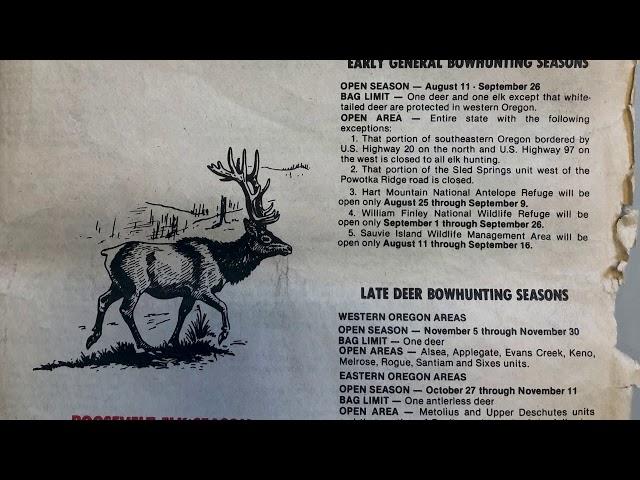 EARLY GENERAL BOWHUNTING SEASONS
OPEN SEASON — August 11 - September 26
BAG LIMIT — One deer and one elk except that white-
tailed deer are protected in western Oregon.
OPEN AREA — Entire state with the following
exceptions:
1. That portion of southeastern Oregon bordered by
U.S. Highway 20 on the north and U.S. Highway 97 on
the west is closed to all elk hunting.
2. That portion of the Sled Springs unit west of the
Powotka Ridge road is closed.
3. Hart Mountain National Antelope Refuge will be
open only August 25 through September 9.
4. William Finley National Wildlife Refuge will be
open only September 1 through September 26.
5. Sauvie Island Wildlife Management Area will be
open only August 11 through September 16.
LATE DEER BOWHUNTING SEASONS
WESTERN OREGON AREAS
OPEN SEASON — November 5 through November 30
BAG LIMIT — One deer
OPEN AREAS — Alsea, Applegate, Evans Creek, Keno,
Melrose, Rogue, Santiam and Sixes units.
EASTERN OREGON AREAS
OPEN SEASON — October 27 through November 11
BAG LIMIT — One antlerless deer
OPEN AREA — Metolius and Upper Deschutes units
ROOSEVELT ELK SEASON